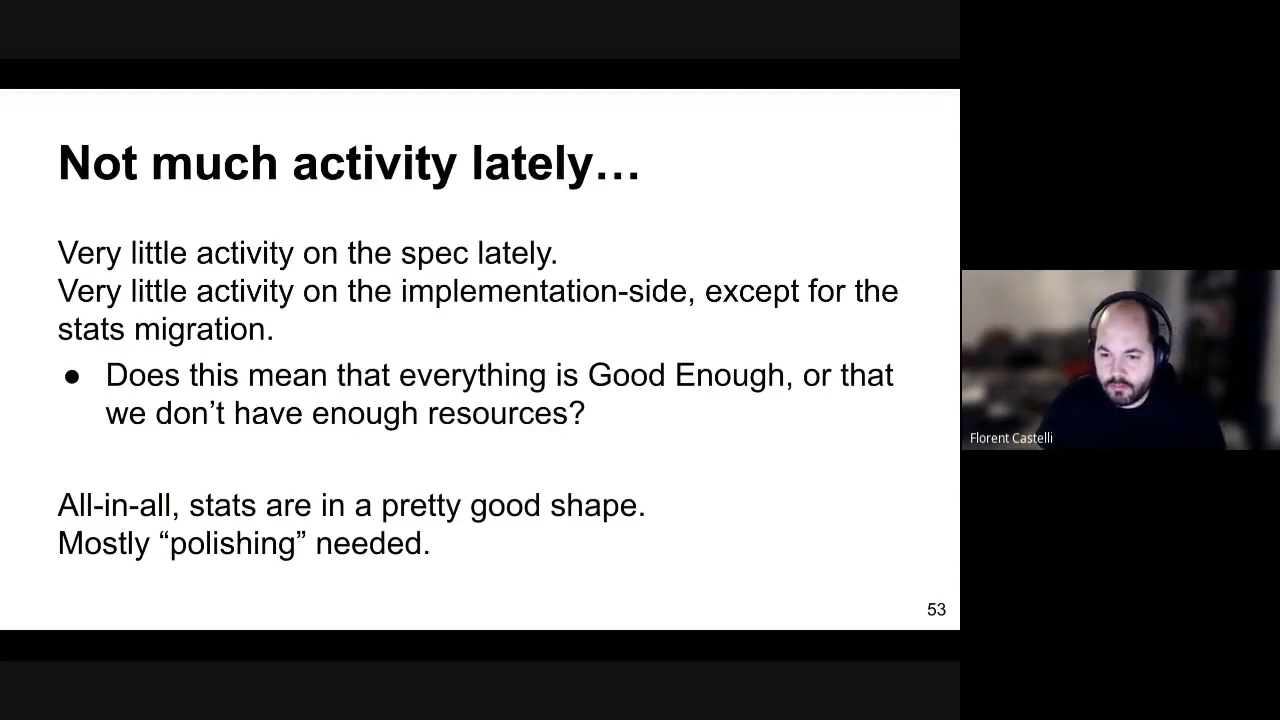 Not much activity lately…
Very little activity on the spec lately.
Very little activity on the implementation-side, except for the
stats migration.
● Does this mean that everything is Good Enough, or that
we don’t have enough resources?
All-in-all, stats are in a pretty good shape.
Mostly “polishing” needed.
53
Florent Castelli